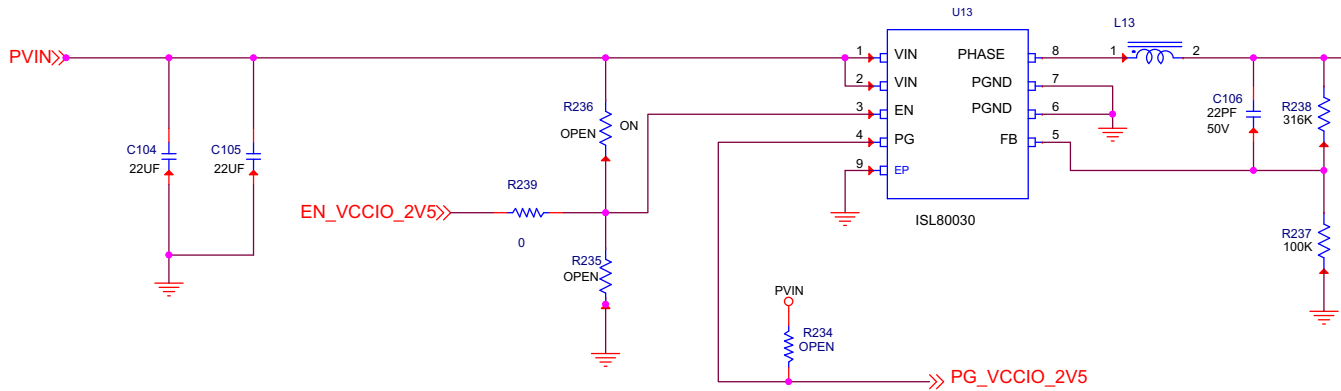 U13
L13
PVIN
1 VIN PHASE 8 1 2
2 VIN PGND 7
3 EN PGND 6
4 PG FB 5
9 EP
ISL80030
R236
OPEN ON
C104
22UF
C105
22UF
R239
0
EN_VCCIO_2V5
R235
OPEN
C106
22PF
50V
R238
316K
R237
100K
PVIN
R234
OPEN
PG_VCCIO_2V5